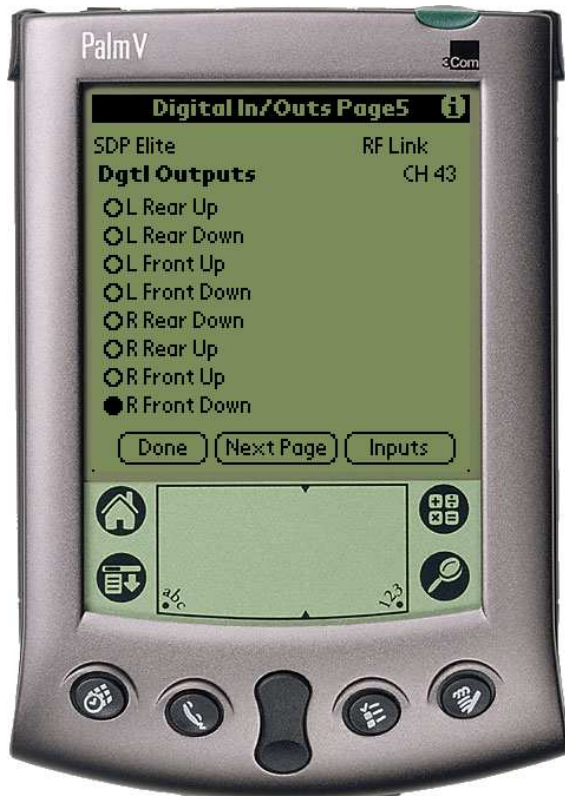 Palm V
3Com
Digital In/Outs Page5 i
SDP Elite RF Link
Dgtl Outputs CH 43
L Rear Up
L Rear Down
L Front Up
L Front Down
R Rear Down
R Rear Up
R Front Up
R Front Down
Done Next Page Inputs
abc 123